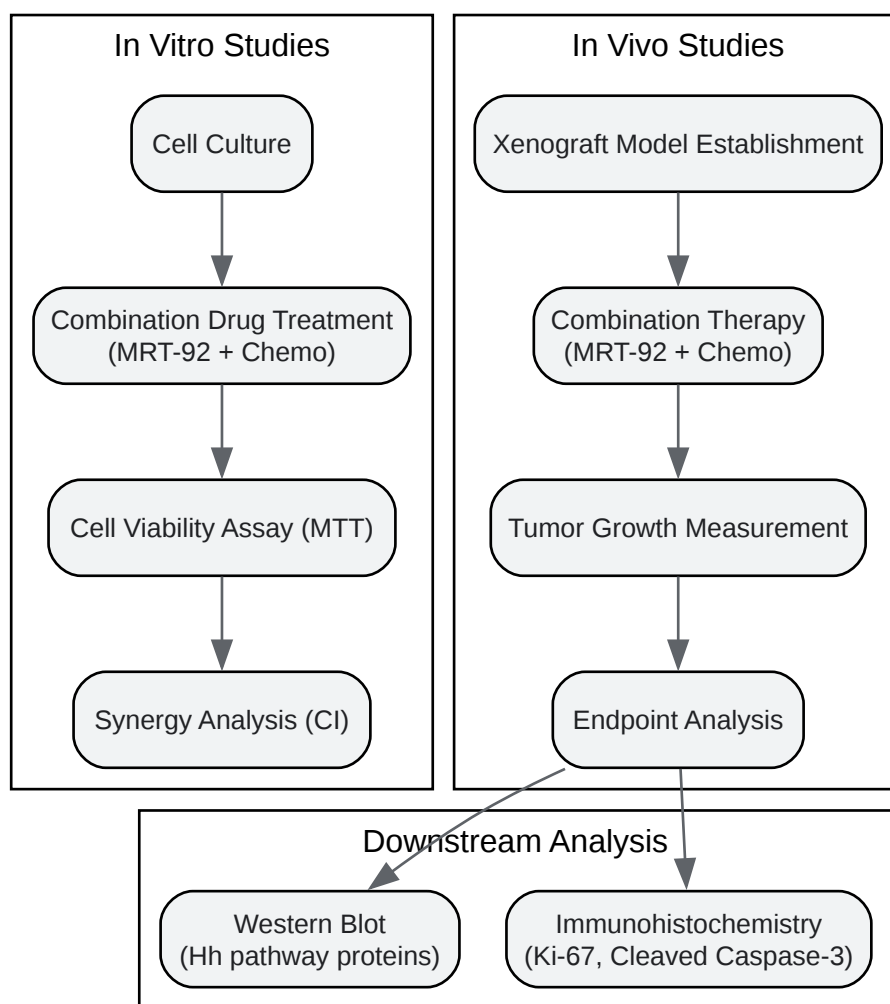 In Vitro Studies
Cell Culture
Combination Drug Treatment
(MRT-92 + Chemo)
Cell Viability Assay (MTT)
Synergy Analysis (CI)
In Vivo Studies
Xenograft Model Establishment
Combination Therapy
(MRT-92 + Chemo)
Tumor Growth Measurement
Endpoint Analysis
Downstream Analysis
Western Blot
(Hh pathway proteins)
Immunohistochemistry
(Ki-67, Cleaved Caspase-3)